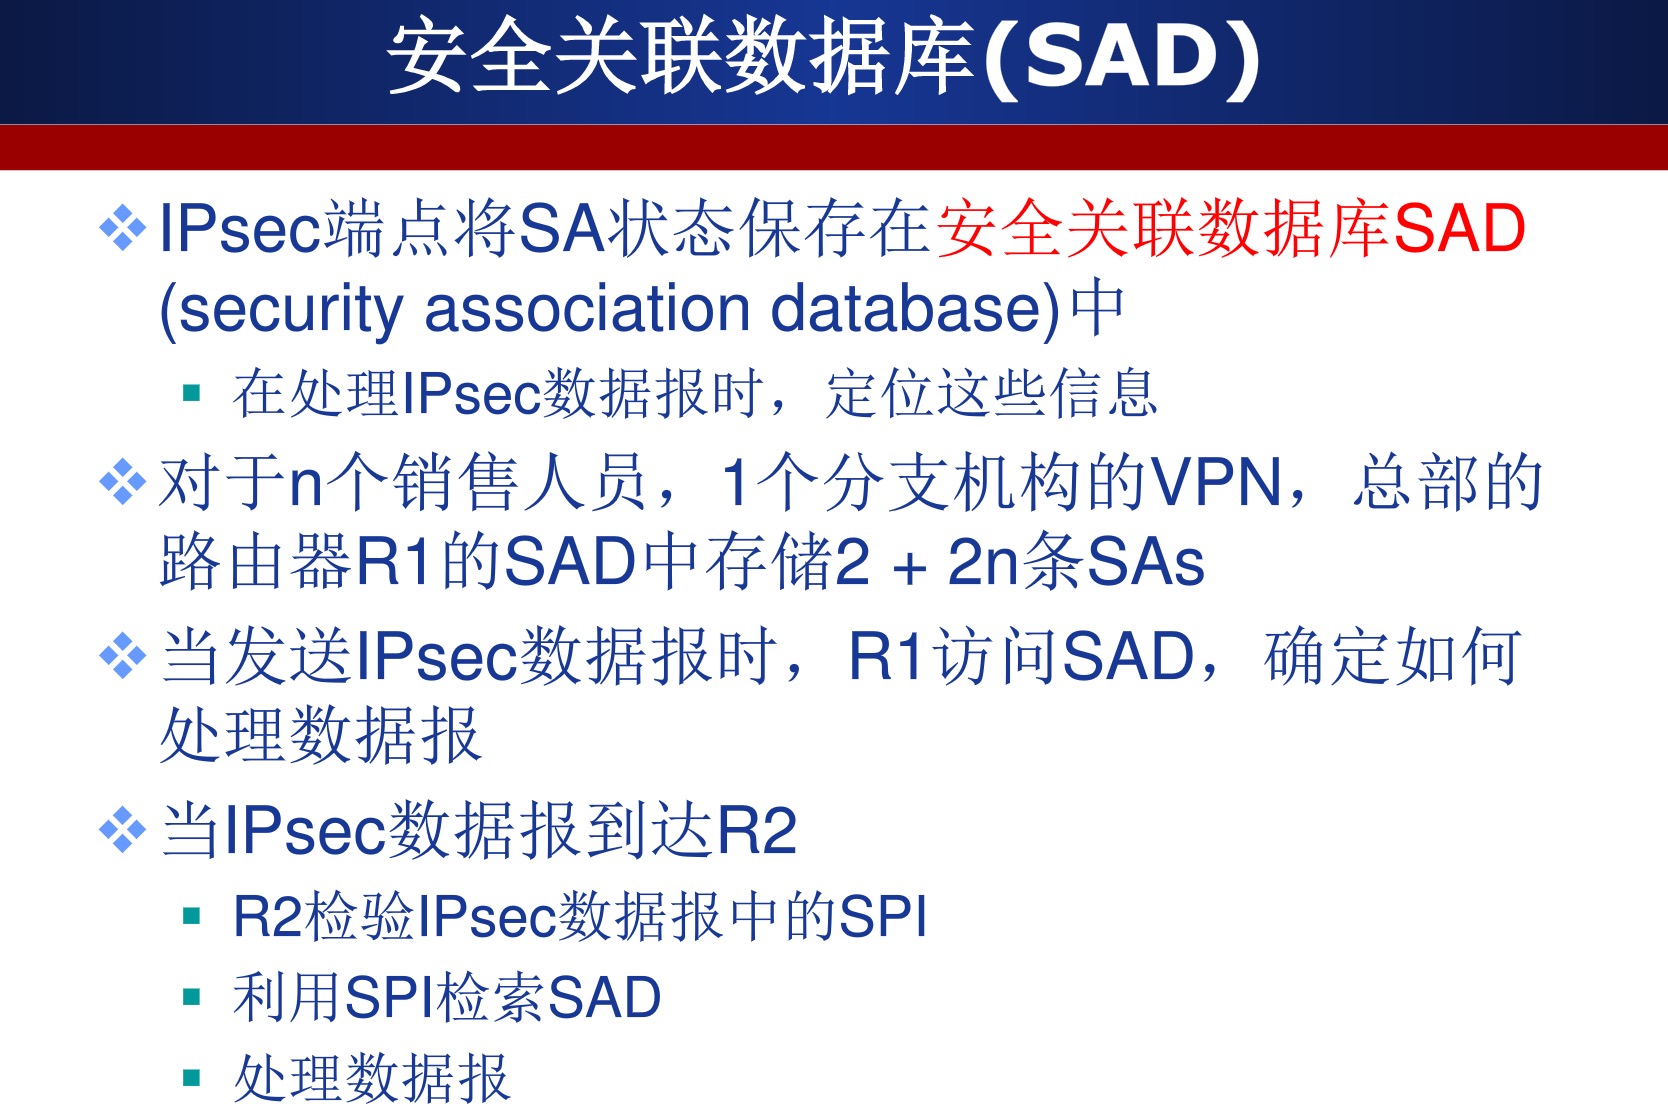 安全关联数据库(SAD)
IPsec端点将SA状态保存在安全关联数据库SAD
(security association database)中
在处理IPsec数据报时，定位这些信息
对于n个销售人员，1个分支机构的VPN，总部的
路由器R1的SAD中存储2 + 2n条SAs
当发送IPsec数据报时，R1访问SAD，确定如何
处理数据报
当IPsec数据报到达R2
R2检验IPsec数据报中的SPI
利用SPI检索SAD
处理数据报